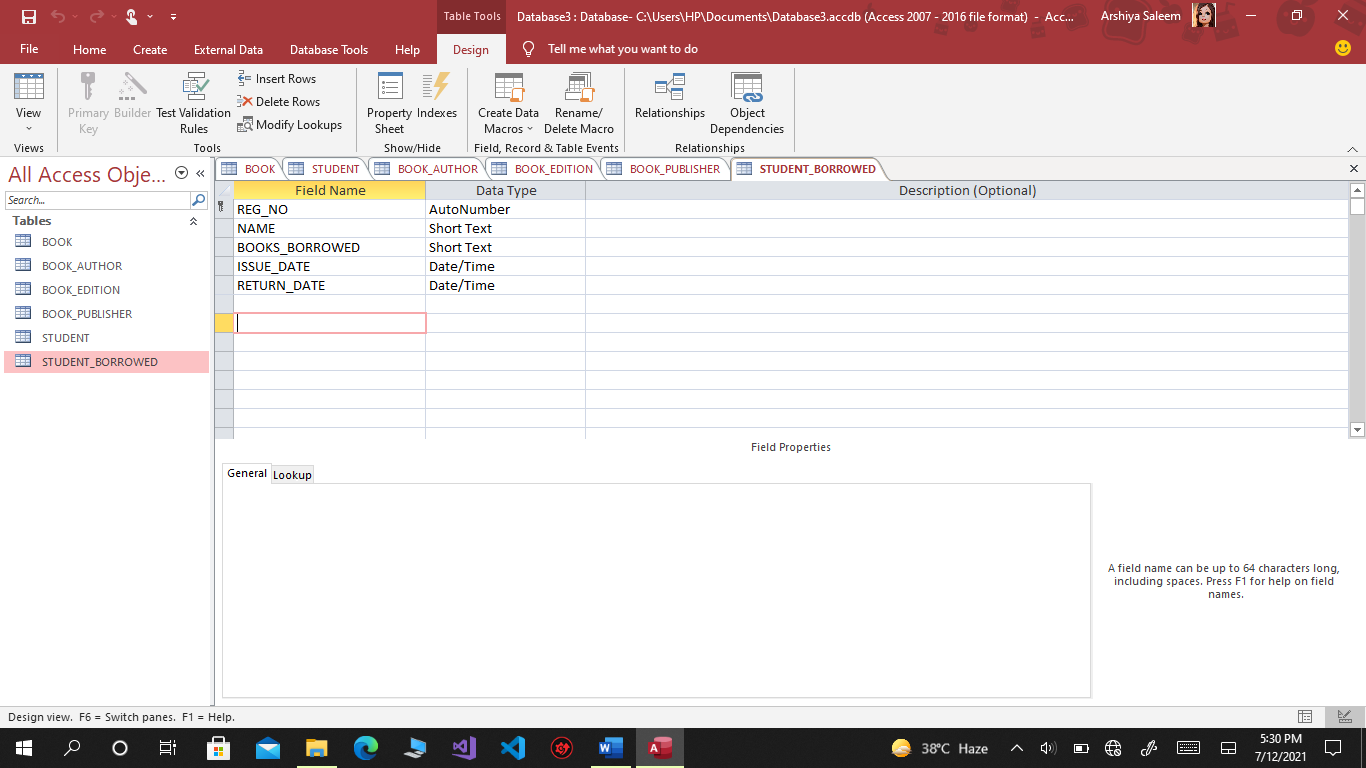 Table Tools
Database3 : Database- C:\Users\HP\Documents\Database3.accdb (Access 2007 - 2016 file format) - Acc...
Arshiya Saleem
File Home Create External Data Database Tools Help Design Tell me what you want to do
View
Primary Key
Builder
Test Validation Rules
Insert Rows
Delete Rows
Modify Lookups
Property Sheet
Indexes
Create Data Macros
Rename/ Delete Macro
Relationships
Object Dependencies
Views Tools Show/Hide Field, Record & Table Events Relationships
All Access Obje...
Search...
Tables
BOOK
BOOK_AUTHOR
BOOK_EDITION
BOOK_PUBLISHER
STUDENT
STUDENT_BORROWED
BOOK STUDENT BOOK_AUTHOR BOOK_EDITION BOOK_PUBLISHER STUDENT_BORROWED
Field Name Data Type Description (Optional)
REG_NO AutoNumber
NAME Short Text
BOOKS_BORROWED Short Text
ISSUE_DATE Date/Time
RETURN_DATE Date/Time
Field Properties
General Lookup
A field name can be up to 64 characters long,
including spaces. Press F1 for help on field
names.
Design view. F6 = Switch panes. F1 = Help.
38°C Haze
5:30 PM
7/12/2021